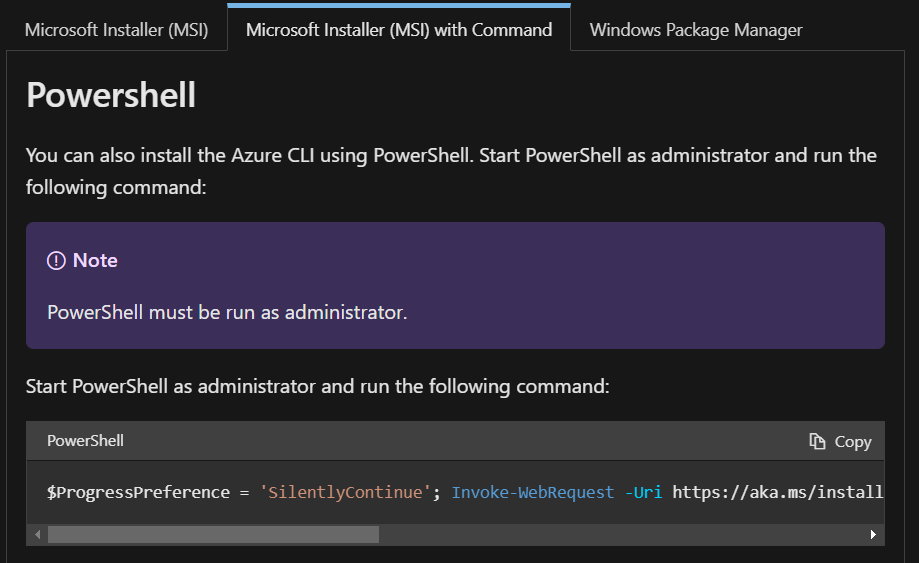 Microsoft Installer (MSI)
Microsoft Installer (MSI) with Command
Windows Package Manager
Powershell
You can also install the Azure CLI using PowerShell. Start PowerShell as administrator and run the
following command:
Note
PowerShell must be run as administrator.
Start PowerShell as administrator and run the following command:
PowerShell
Copy
$ProgressPreference = 'SilentlyContinue'; Invoke-WebRequest -Uri https://aka.ms/install